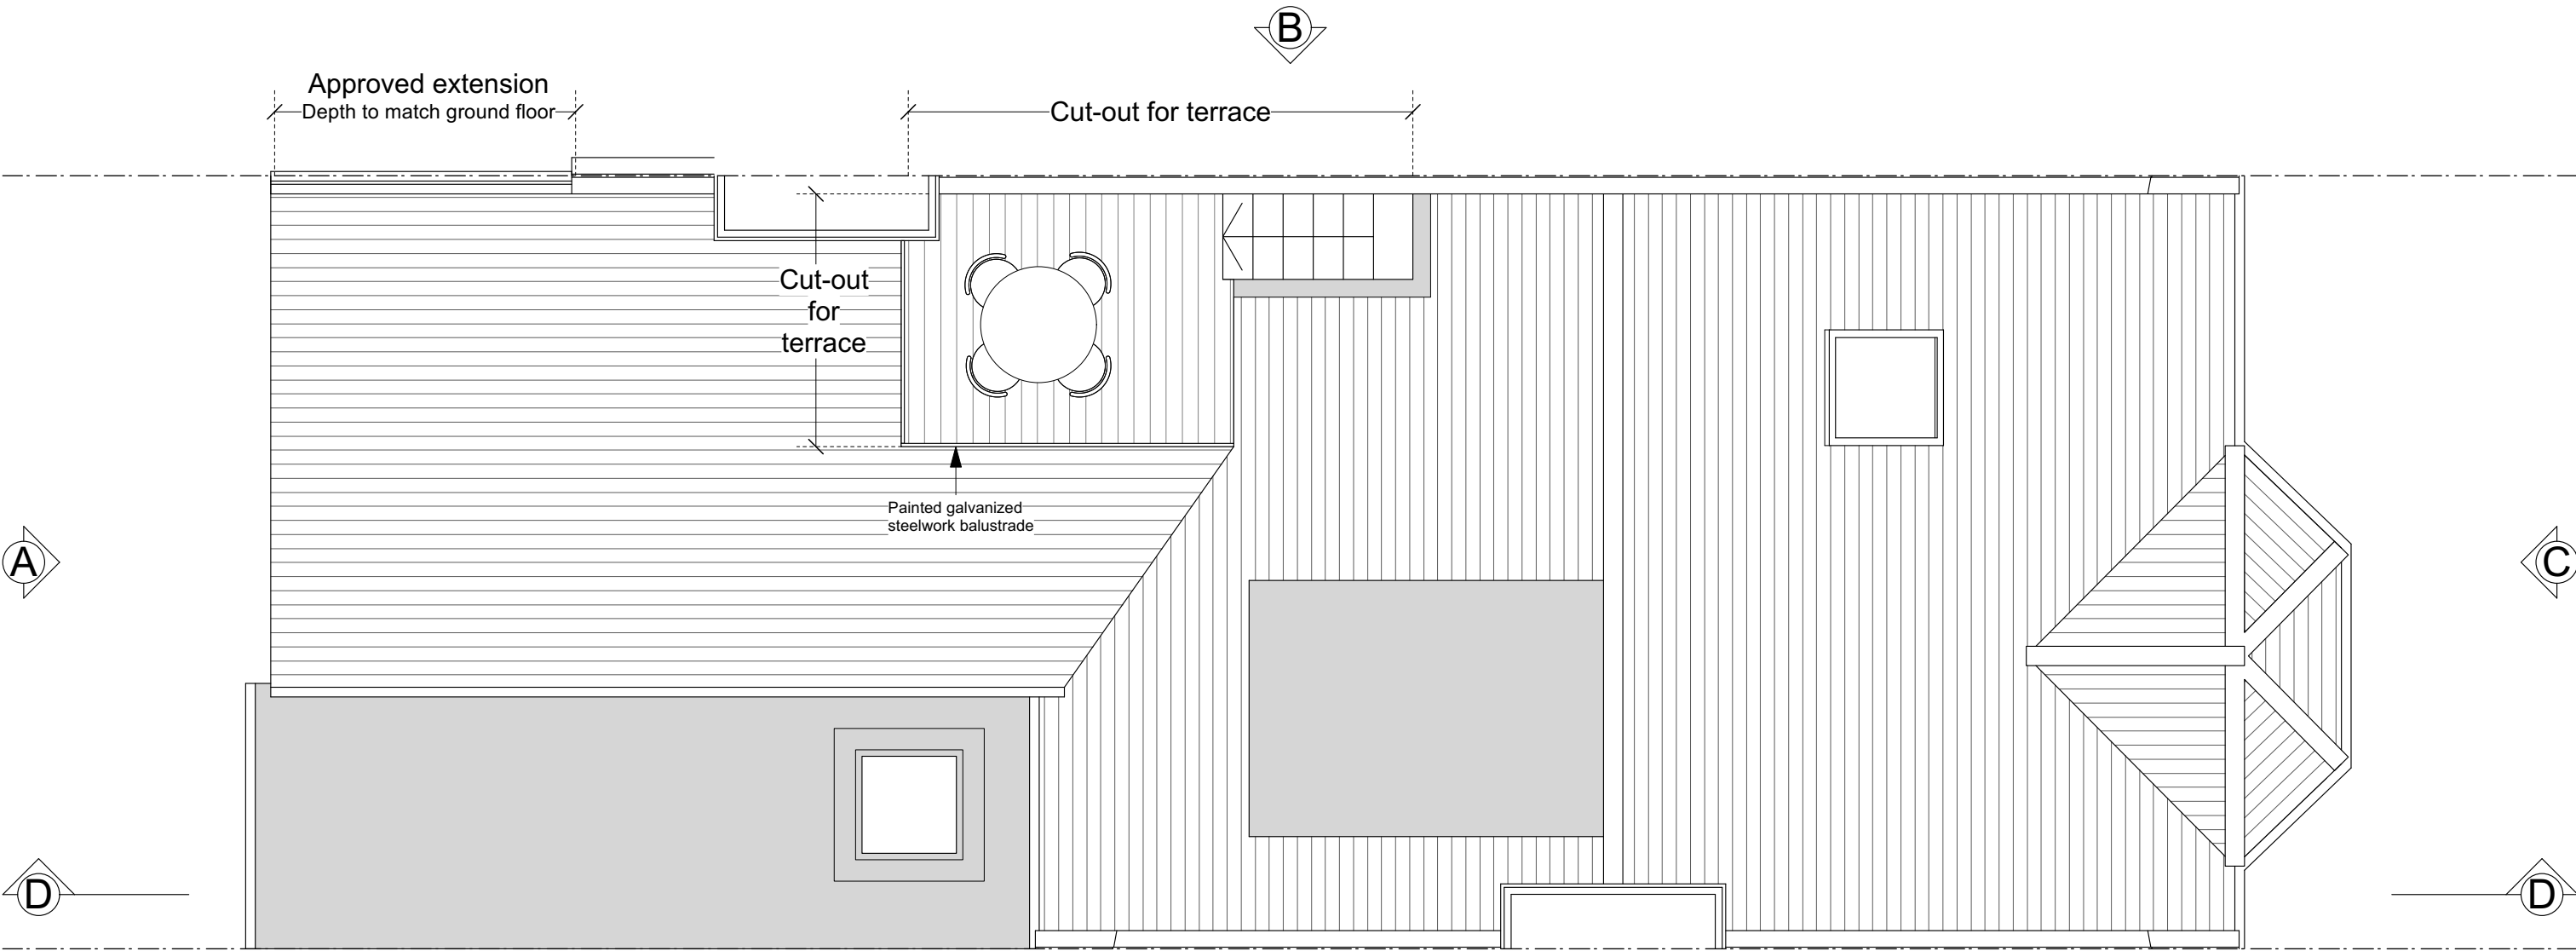 B
Approved extension
Depth to match ground floor
Cut-out for terrace
Cut-out
for
terrace
Painted galvanized
steelwork balustrade
A
C
D
D